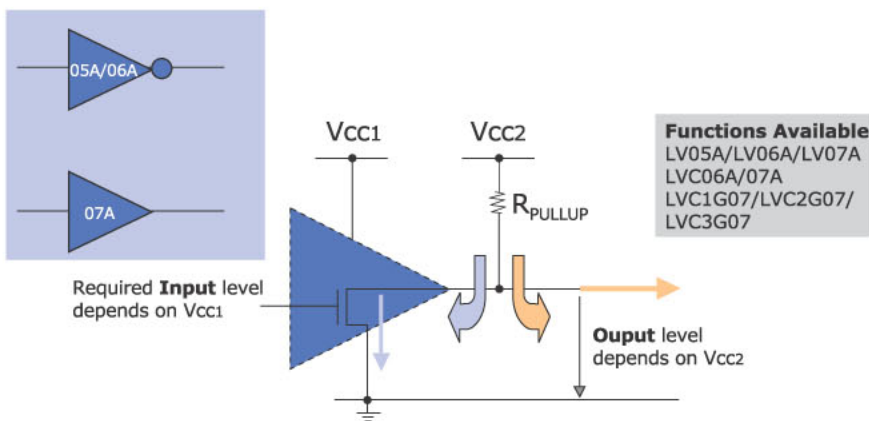 05A/06A
07A
Vcc1
Vcc2
RPULLUP
Functions Available
LV05A/LV06A/LV07A
LVC06A/07A
LVC1G07/LVC2G07/
LVC3G07
Required Input level
depends on Vcc1
Ouput level
depends on Vcc2